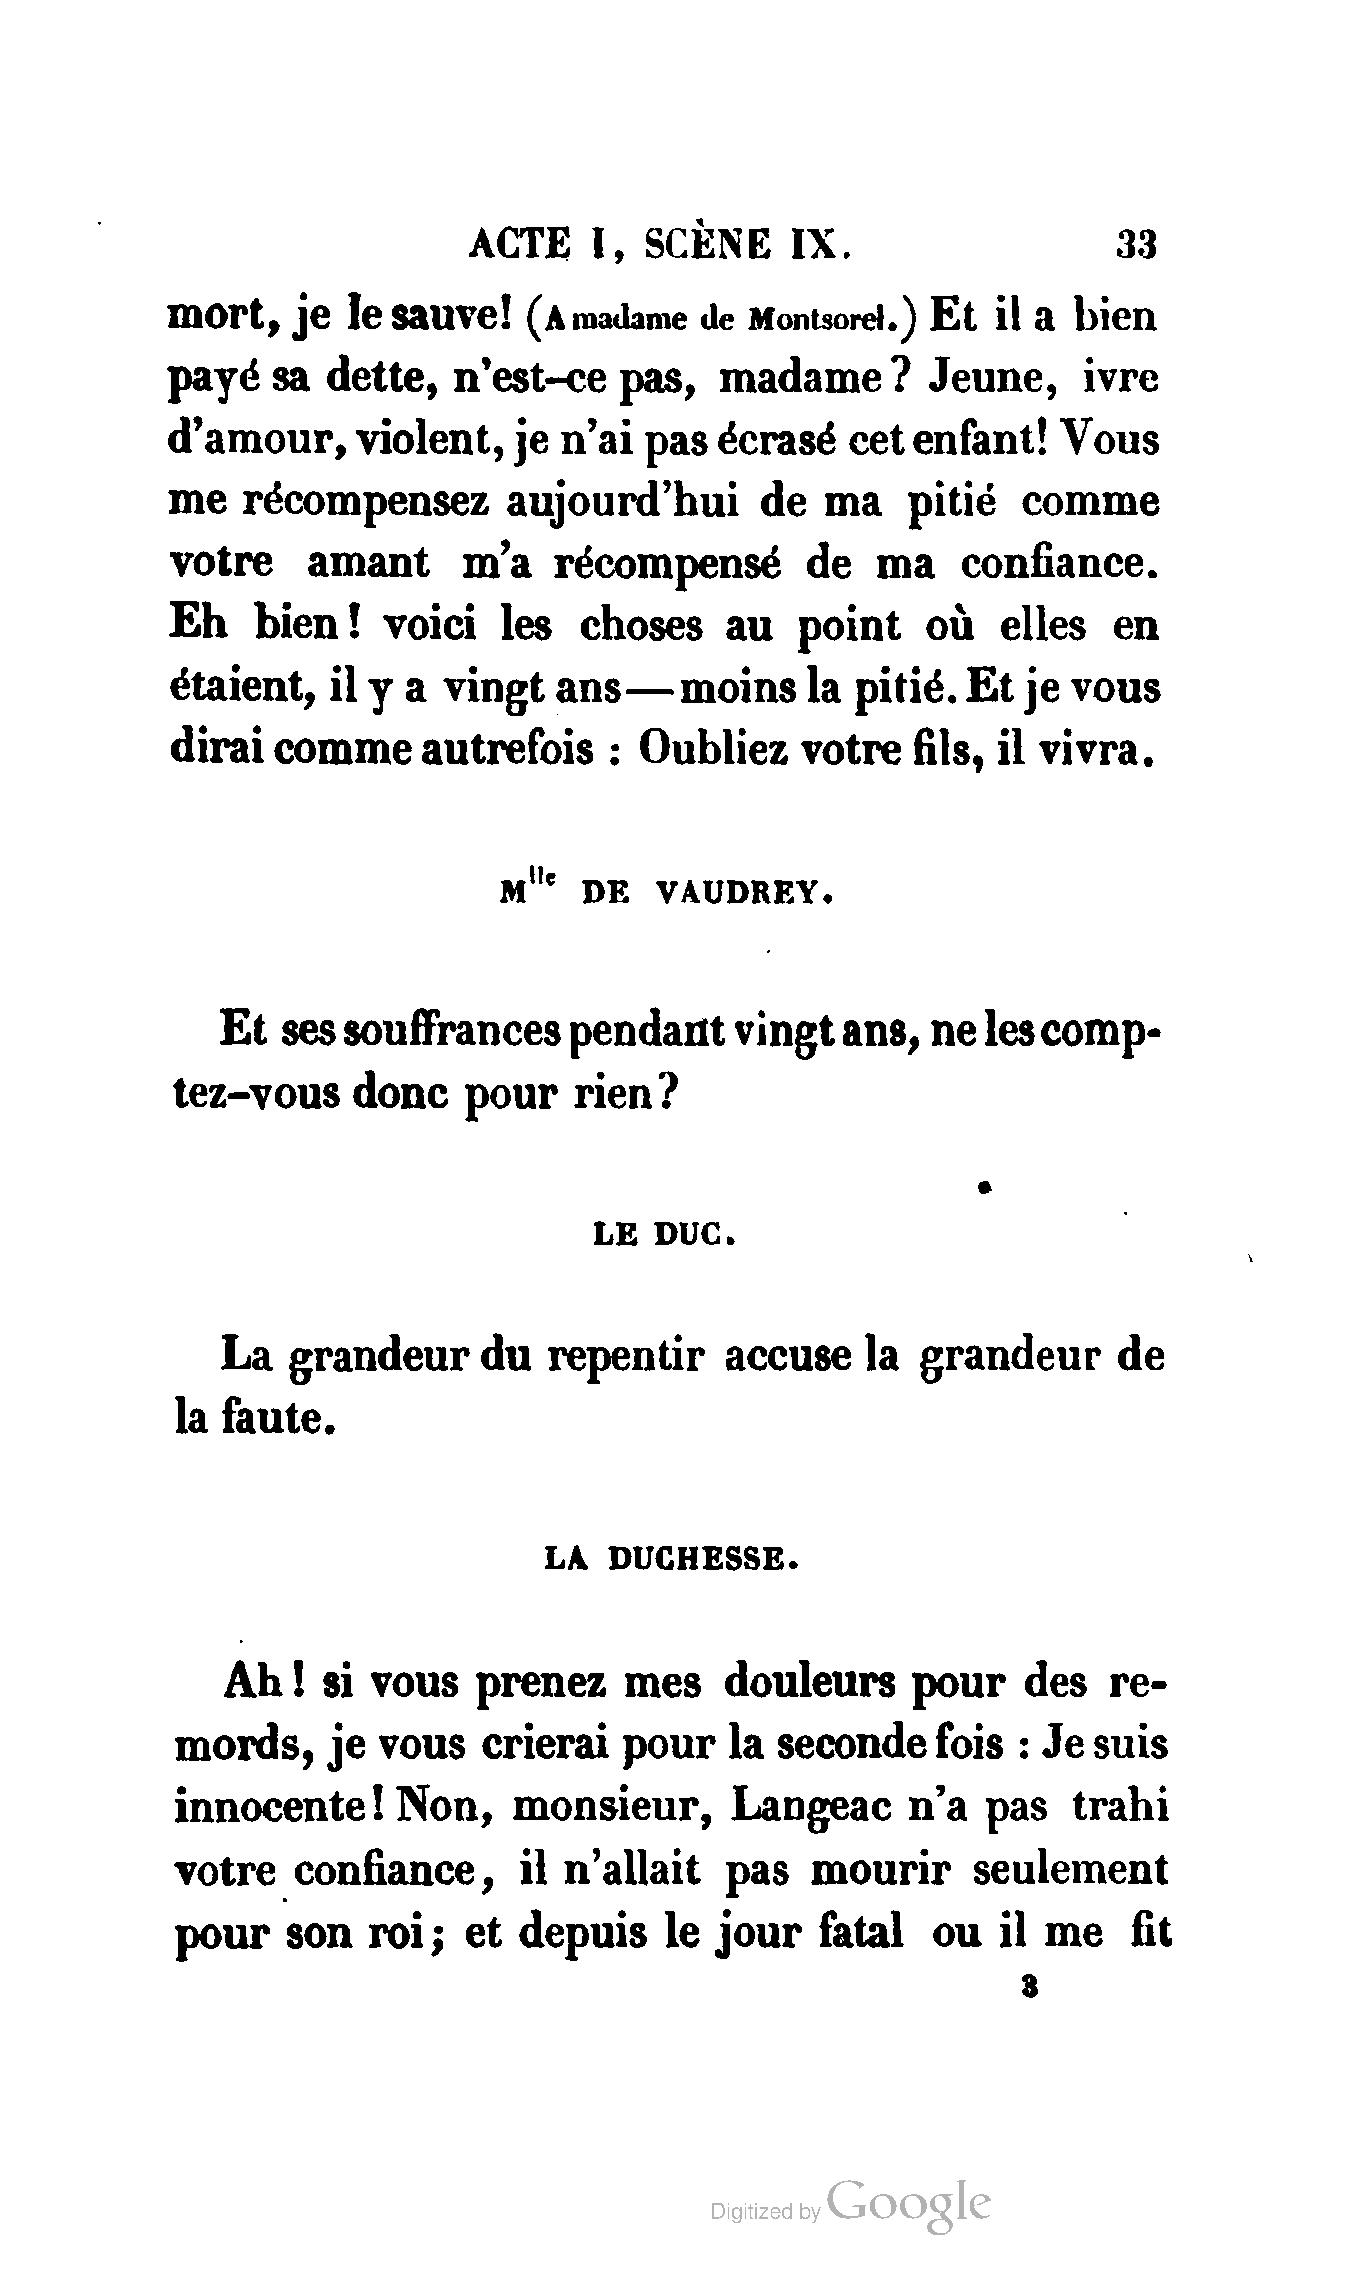 ACTE I, SCÈNE IX. 33
mort, je le sauve! (A madame de Montsorel.) Et il a bien
payé sa dette, n'est-ce pas, madame? Jeune, ivre
d'amour, violent, je n'ai pas écrasé cet enfant! Vous
me récompensez aujourd'hui de ma pitié comme
votre amant m'a récompensé de ma confiance.
Eh bien! voici les choses au point où elles en
étaient, il y a vingt ans—moins la pitié. Et je vous
dirai comme autrefois : Oubliez votre fils, il vivra.
Mlle DE VAUDREY.
Et ses souffrances pendant vingt ans, ne les comp-
tez-vous donc pour rien?
LE DUC.
La grandeur du repentir accuse la grandeur de
la faute.
LA DUCHESSE.
Ah! si vous prenez mes douleurs pour des re-
mords, je vous crierai pour la seconde fois : Je suis
innocente! Non, monsieur, Langeac n'a pas trahi
votre confiance, il n'allait pas mourir seulement
pour son roi; et depuis le jour fatal ou il me fit
3
Digitized by Google